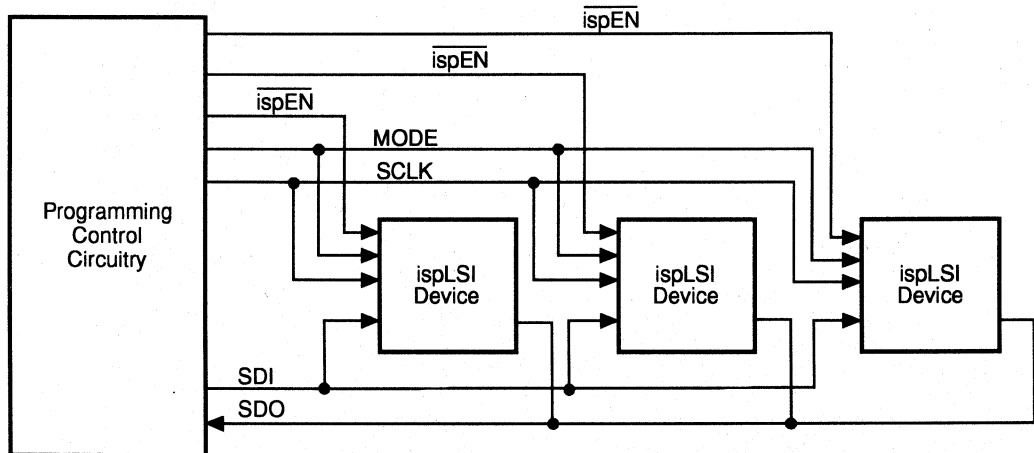 ispEN
ispEN
ispEN
MODE
SCLK
Programming
Control
Circuitry
ispLSI
Device
ispLSI
Device
ispLSI
Device
SDI
SDO